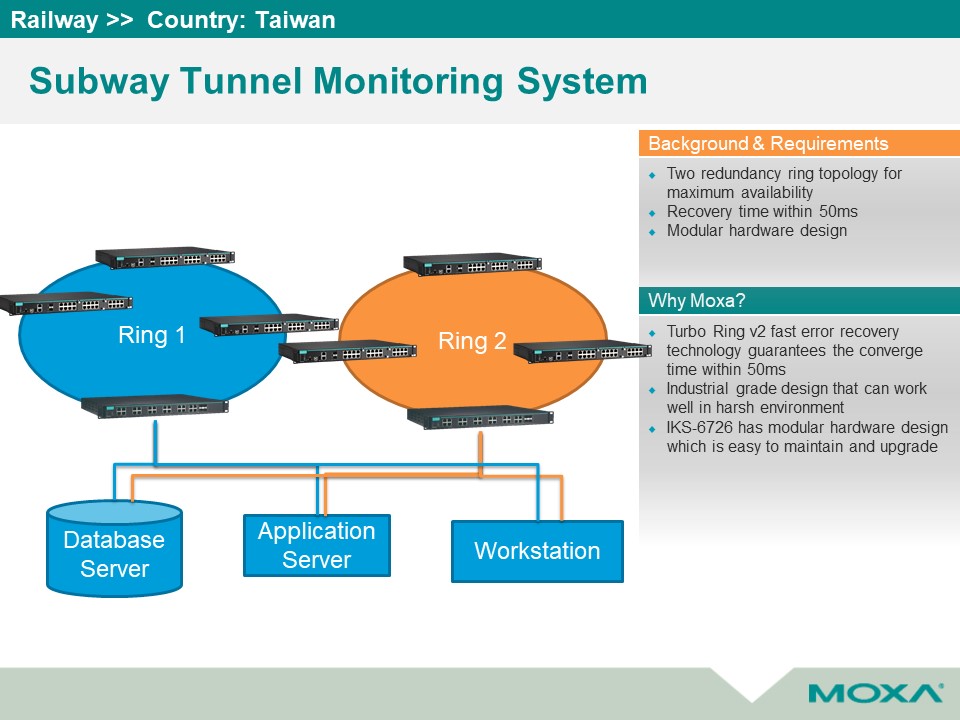 Railway >> Country: Taiwan
Subway Tunnel Monitoring System
Background & Requirements
Two redundancy ring topology for
maximum availability
Recovery time within 50ms
Modular hardware design
Why Moxa?
Turbo Ring v2 fast error recovery
technology guarantees the converge
time within 50ms
Industrial grade design that can work
well in harsh environment
IKS-6726 has modular hardware design
which is easy to maintain and upgrade
Ring 1
Ring 2
Database
Server
Application
Server
Workstation
MOXA®